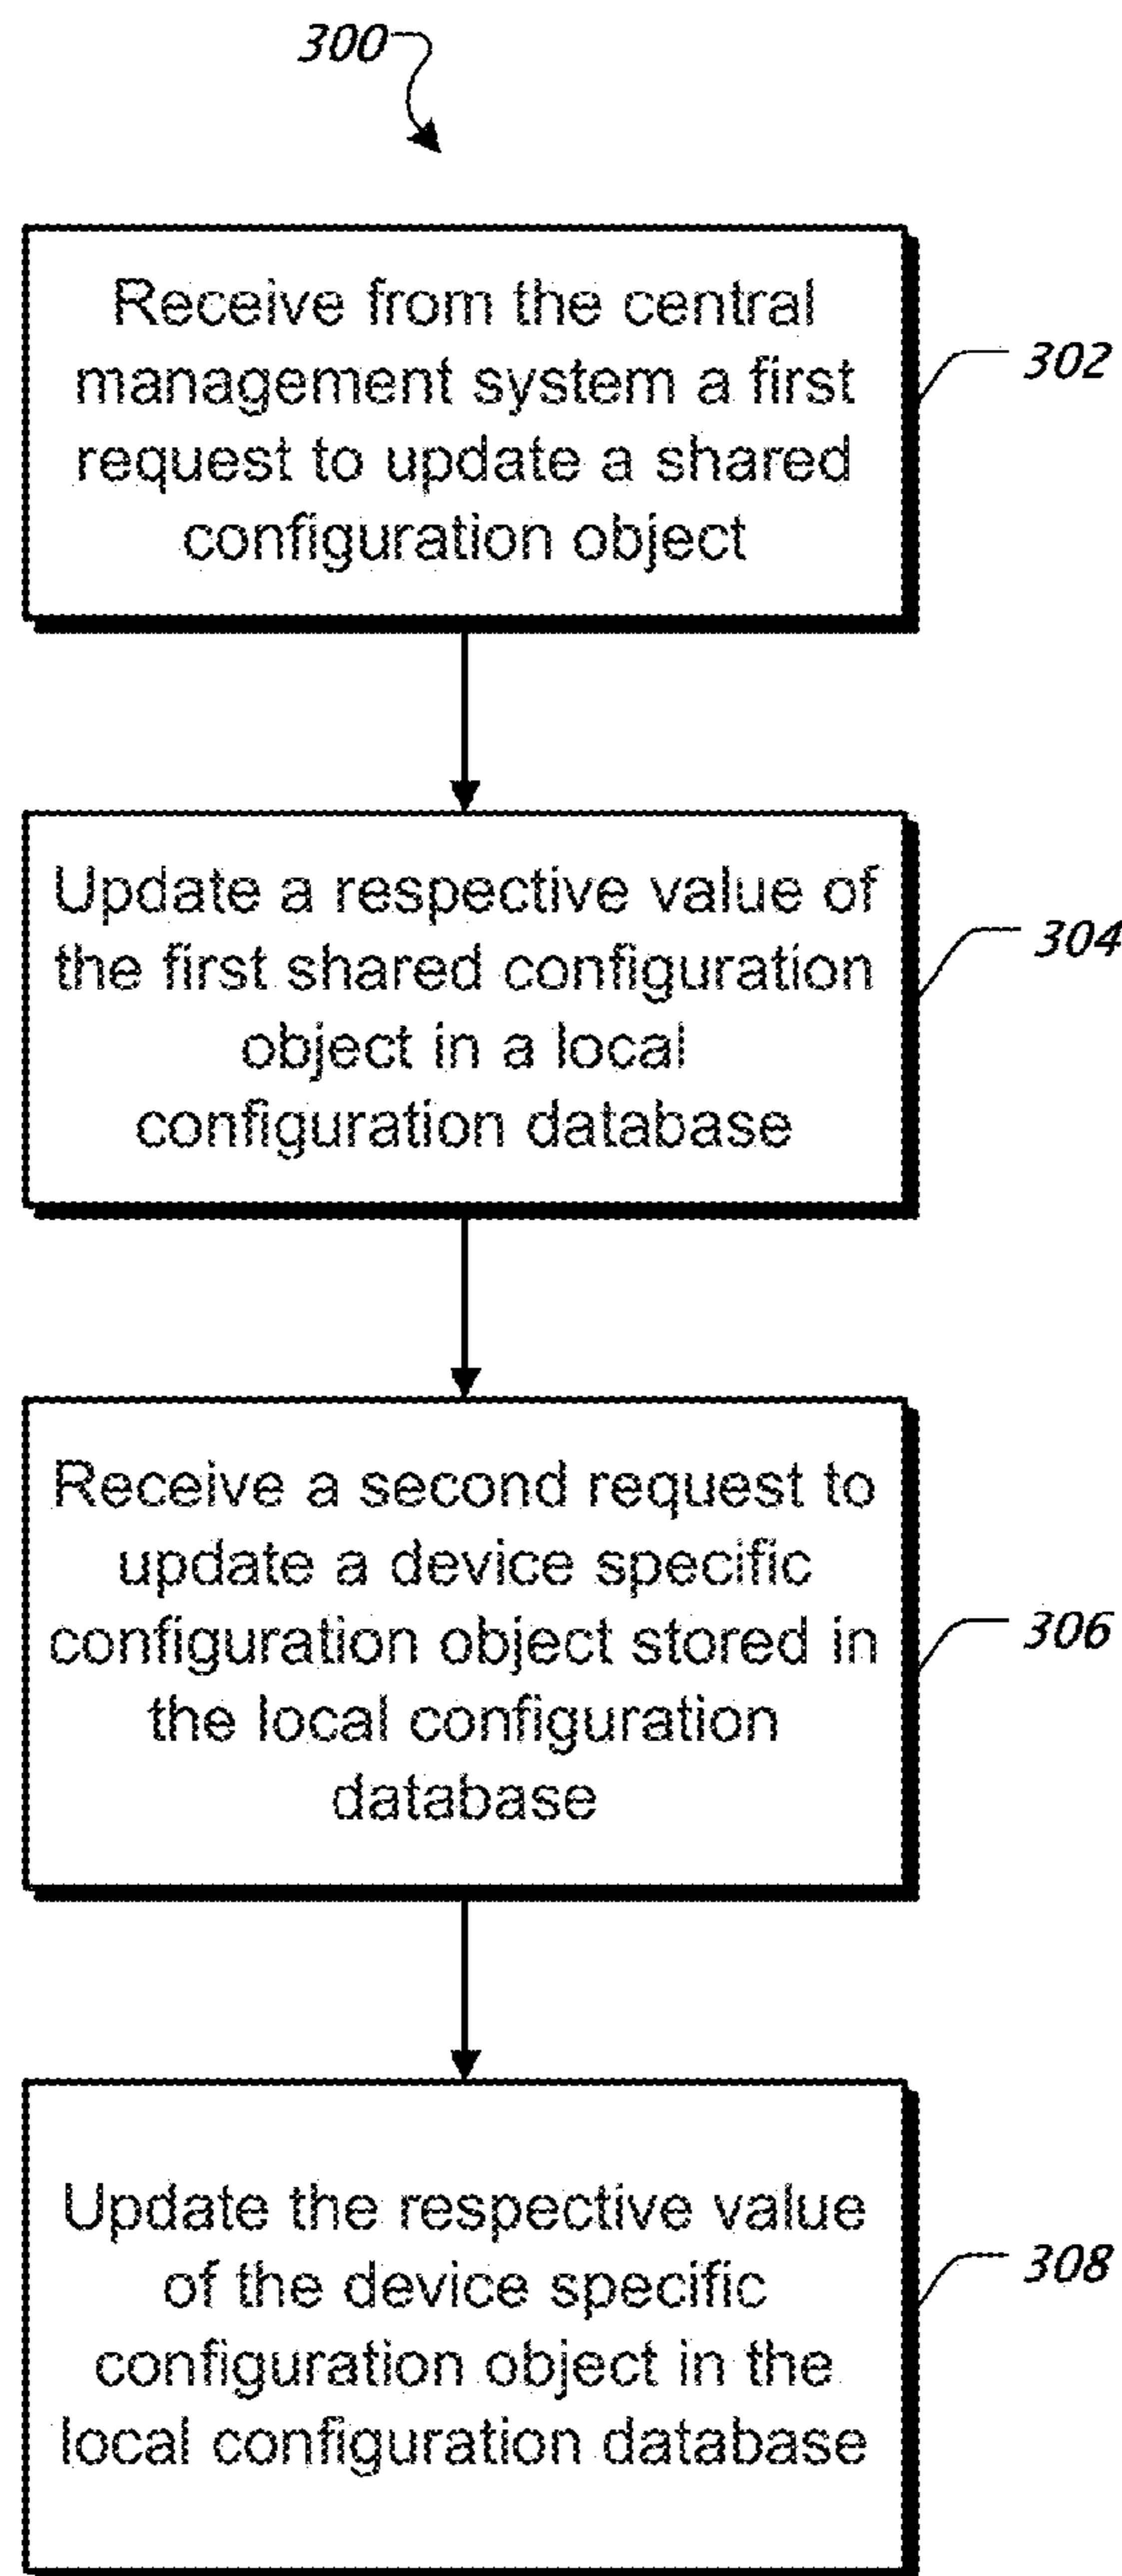 300
Receive from the central
management system a first
request to update a shared
configuration object
302
Update a respective value of
the first shared configuration
object in a local
configuration database
304
Receive a second request to
update a device specific
configuration object stored in
the local configuration
database
306
Update the respective value
of the device specific
configuration object in the
local configuration database
308